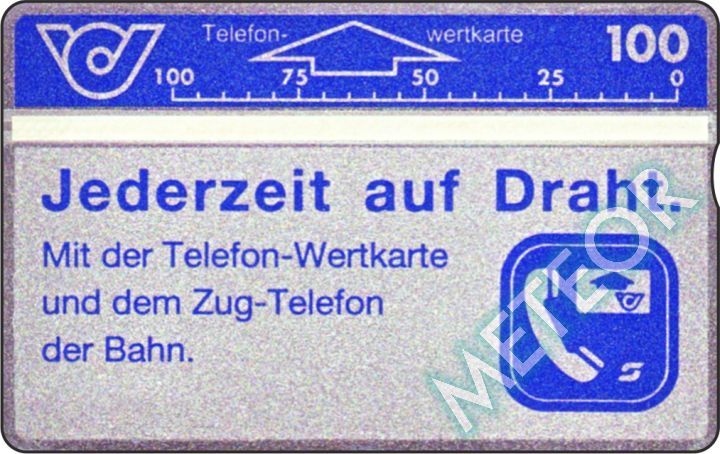 Telefon- wertkarte 100
100 75 50 25 0
Jederzeit auf Draht.
Mit der Telefon-Wertkarte
und dem Zug-Telefon
der Bahn.
METEOR